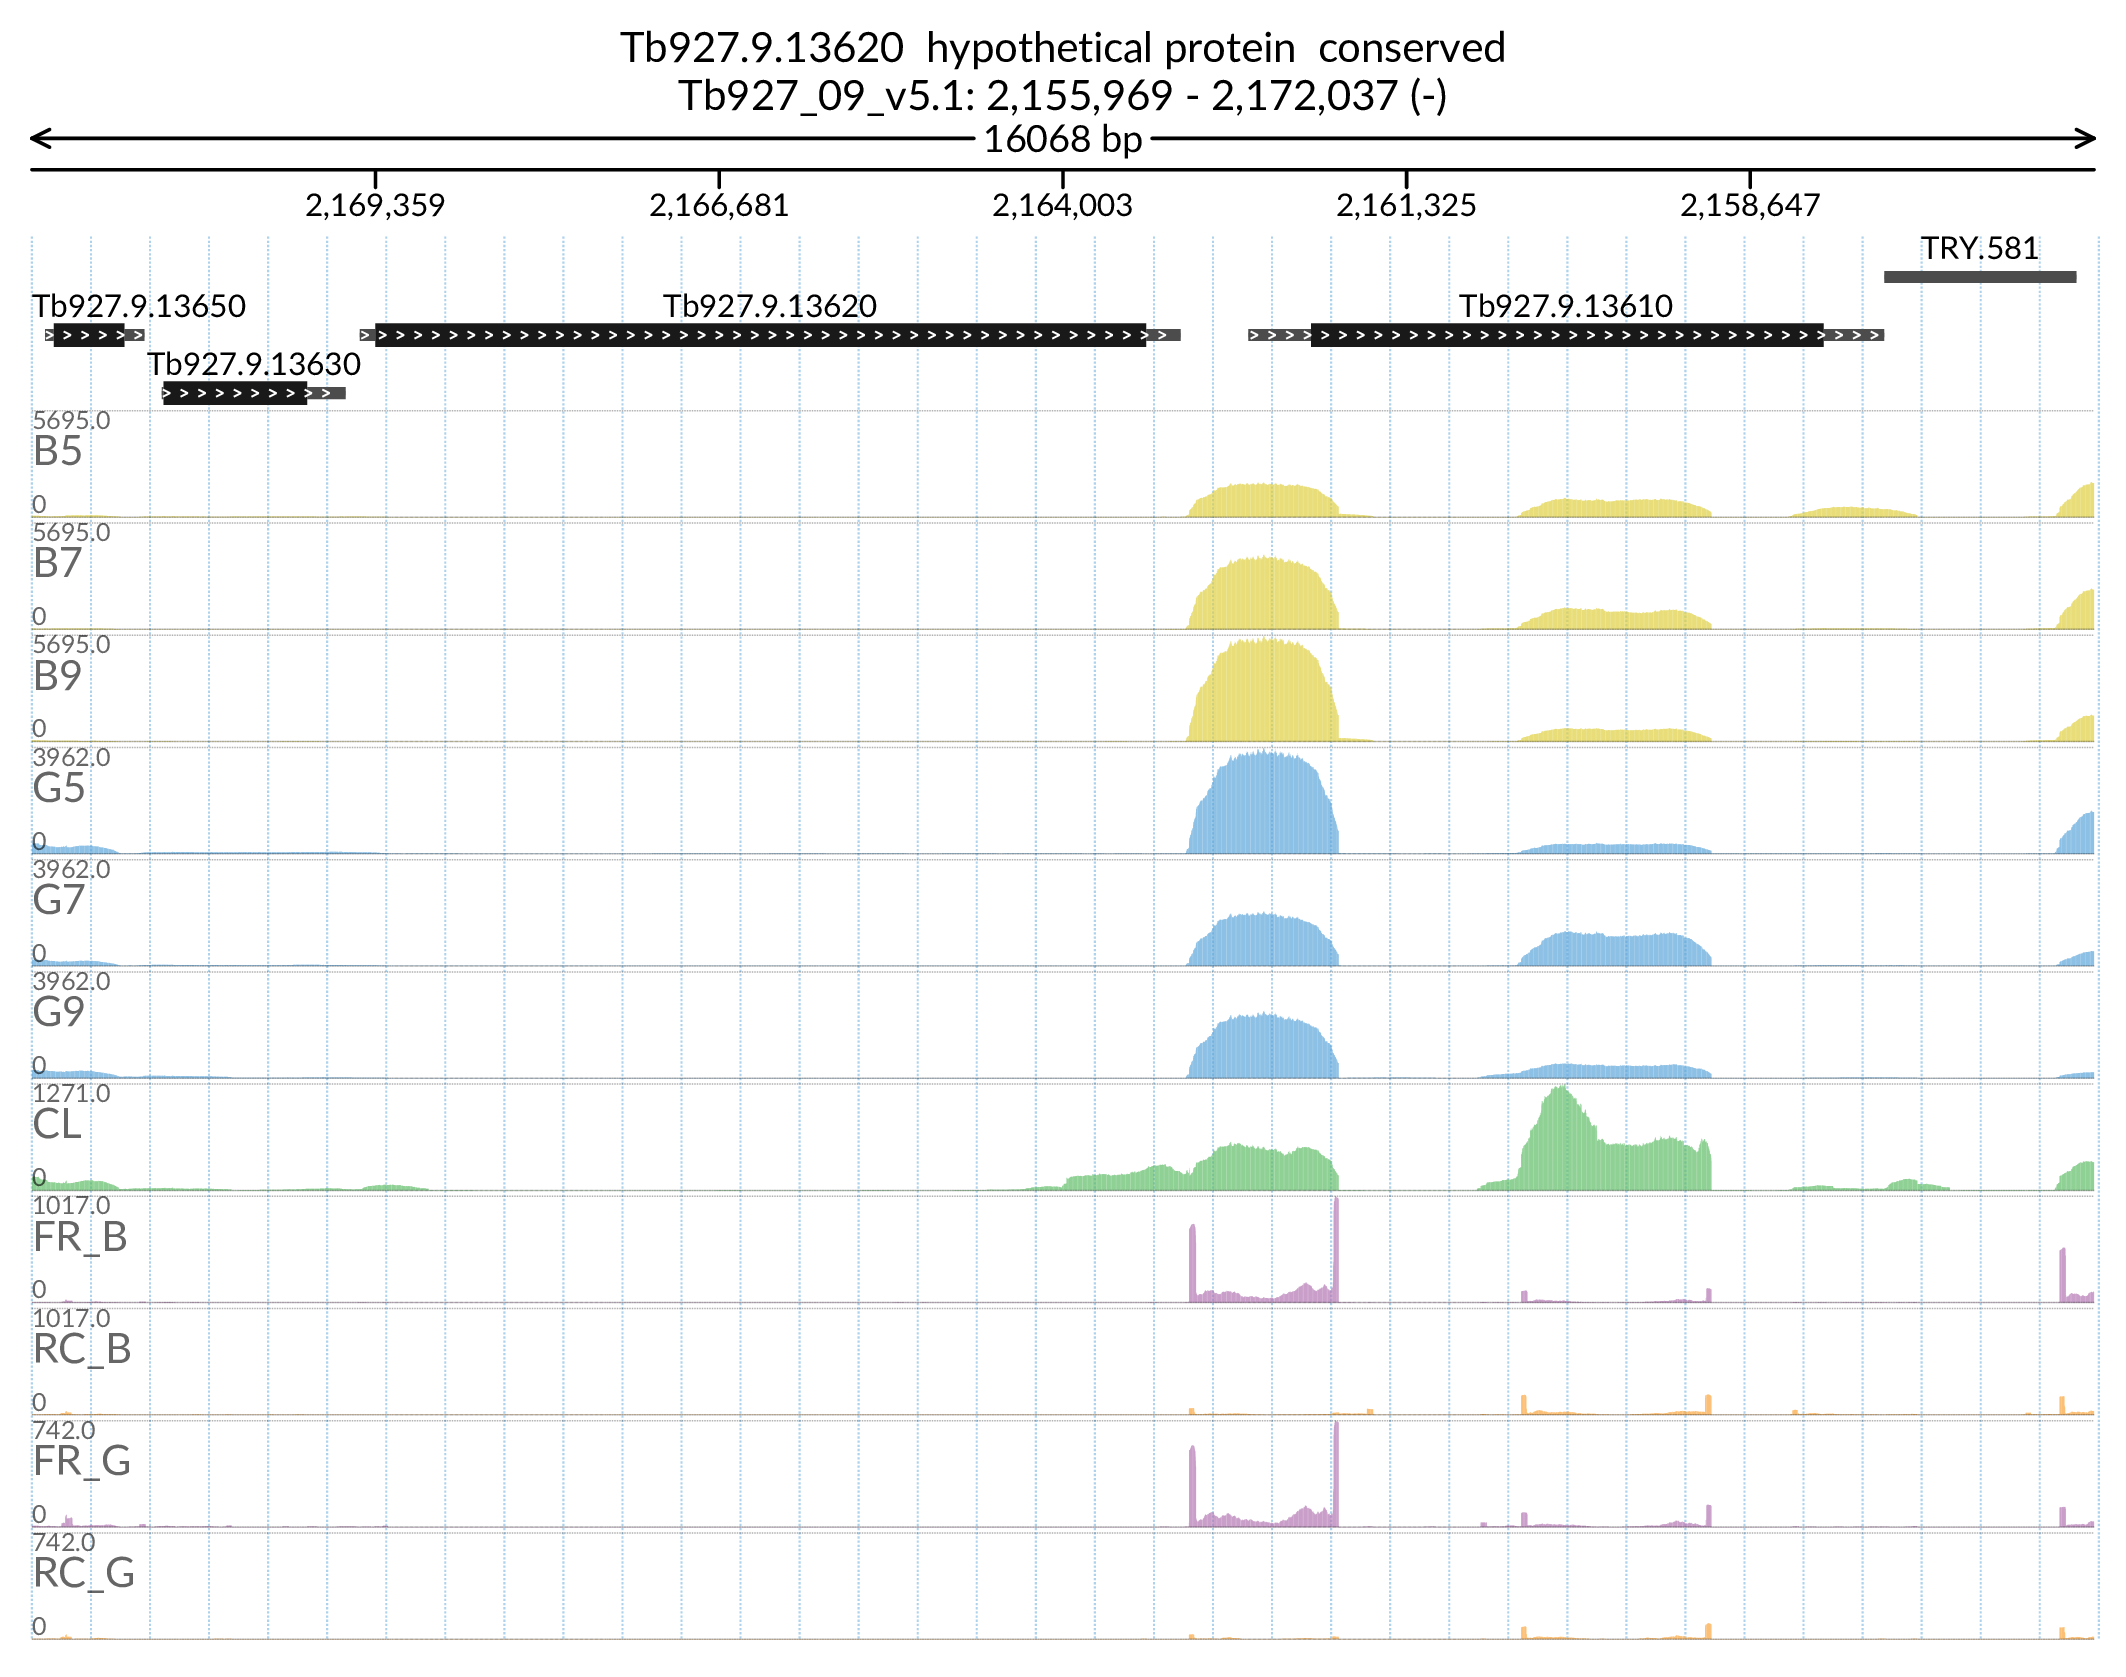 Tb927.9.13620  hypothetical protein  conserved
Tb927_09_v5.1: 2,155,969 - 2,172,037 (-)
16068 bp
2,169,359 2,166,681 2,164,003 2,161,325 2,158,647
TRY.581
Tb927.9.13650 Tb927.9.13620 Tb927.9.13610
Tb927.9.13630
5695.0
B5
0
5695.0
B7
0
5695.0
B9
0
3962.0
G5
0
3962.0
G7
0
3962.0
G9
0
1271.0
CL
0
1017.0
FR_B
0
1017.0
RC_B
0
742.0
FR_G
0
742.0
RC_G
0